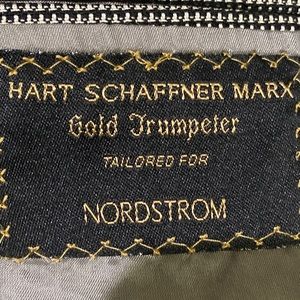 HART SCHAFFNER MARX
Gold Trumpeter
TAILORED FOR
NORDSTROM